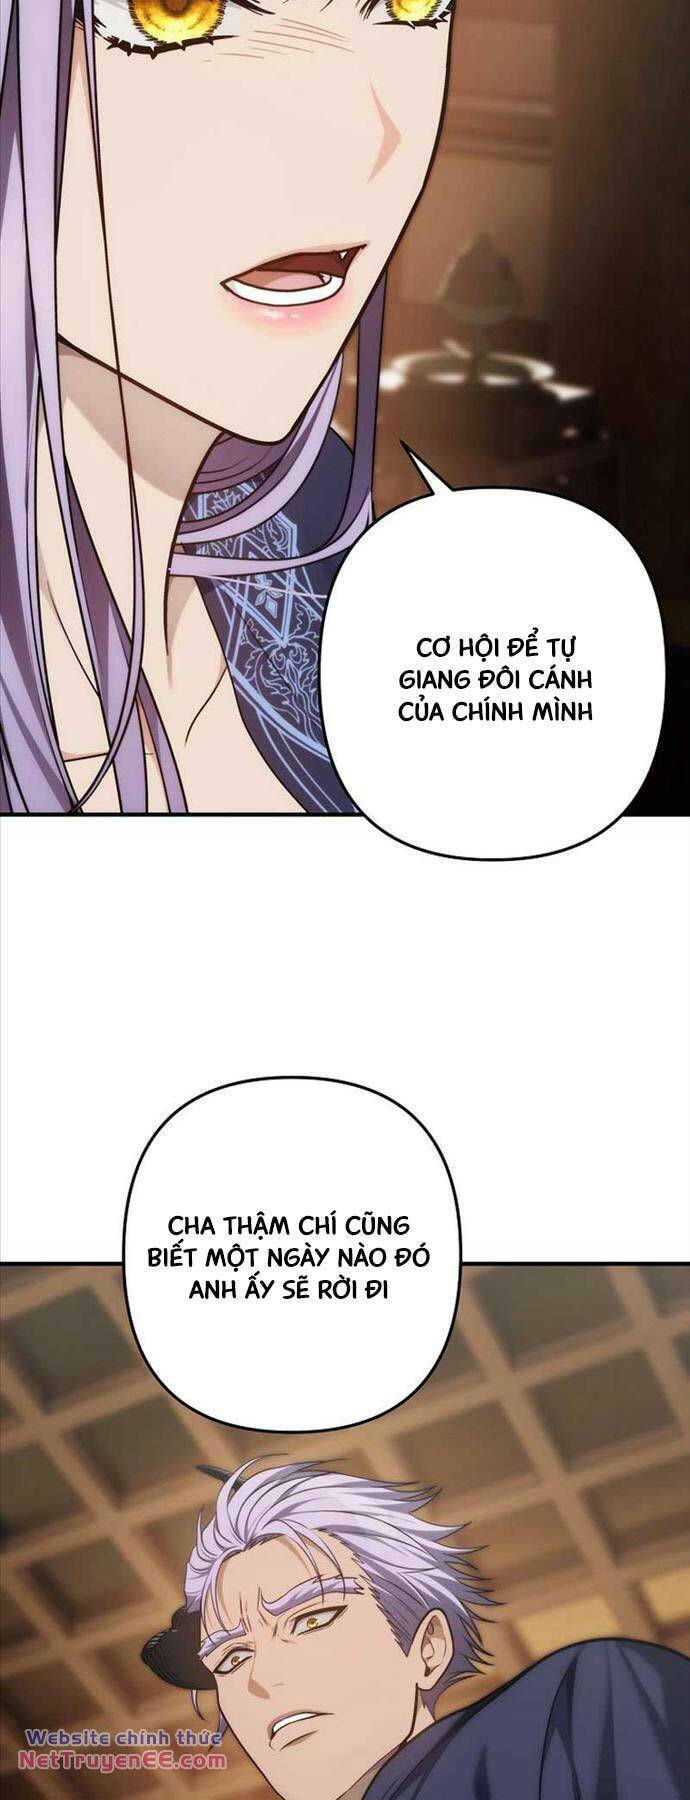 CƠ HỘI ĐỂ TỰ
GIANG ĐÔI CÁNH
CỦA CHÍNH MÌNH
CHA THẬM CHÍ CŨNG
BIẾT MỘT NGÀY NÀO ĐÓ
ANH ẤY SẼ RỜI ĐI
Website chính thức
NetTruyenEE.com